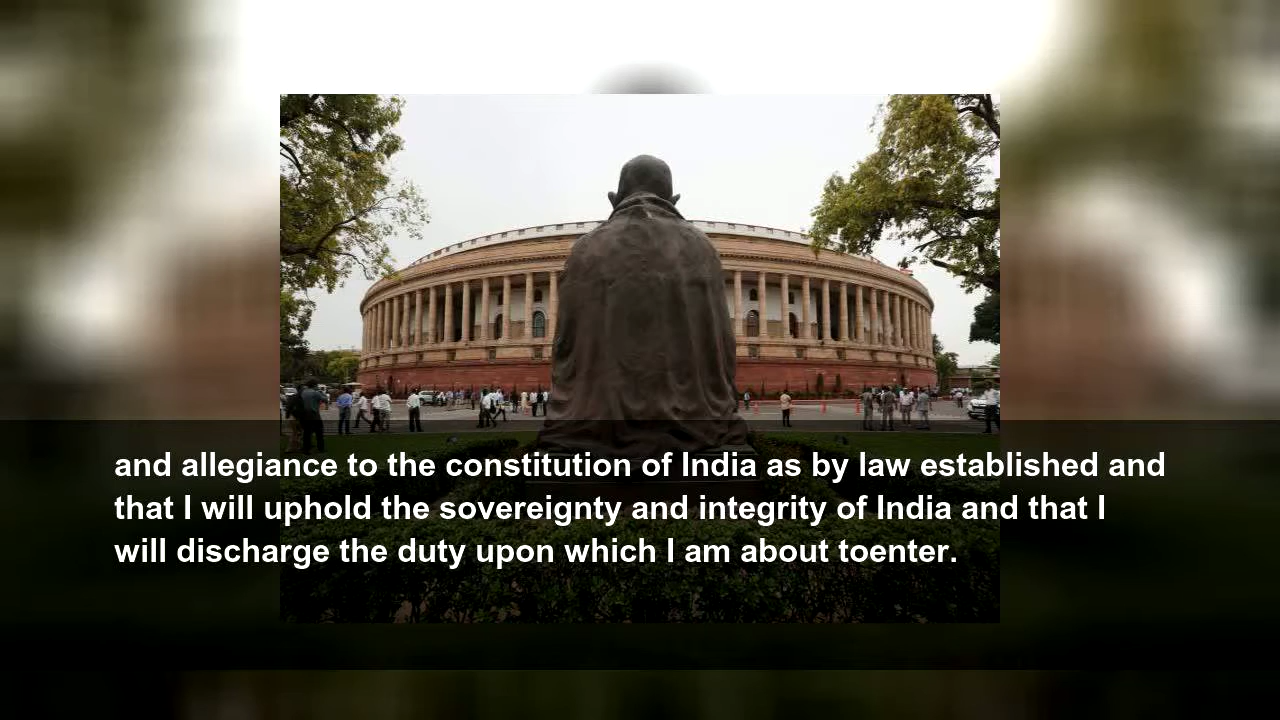 and allegiance to the constitution of India as by law established and
that I will uphold the sovereignty and integrity of India and that I
will discharge the duty upon which I am about toenter.